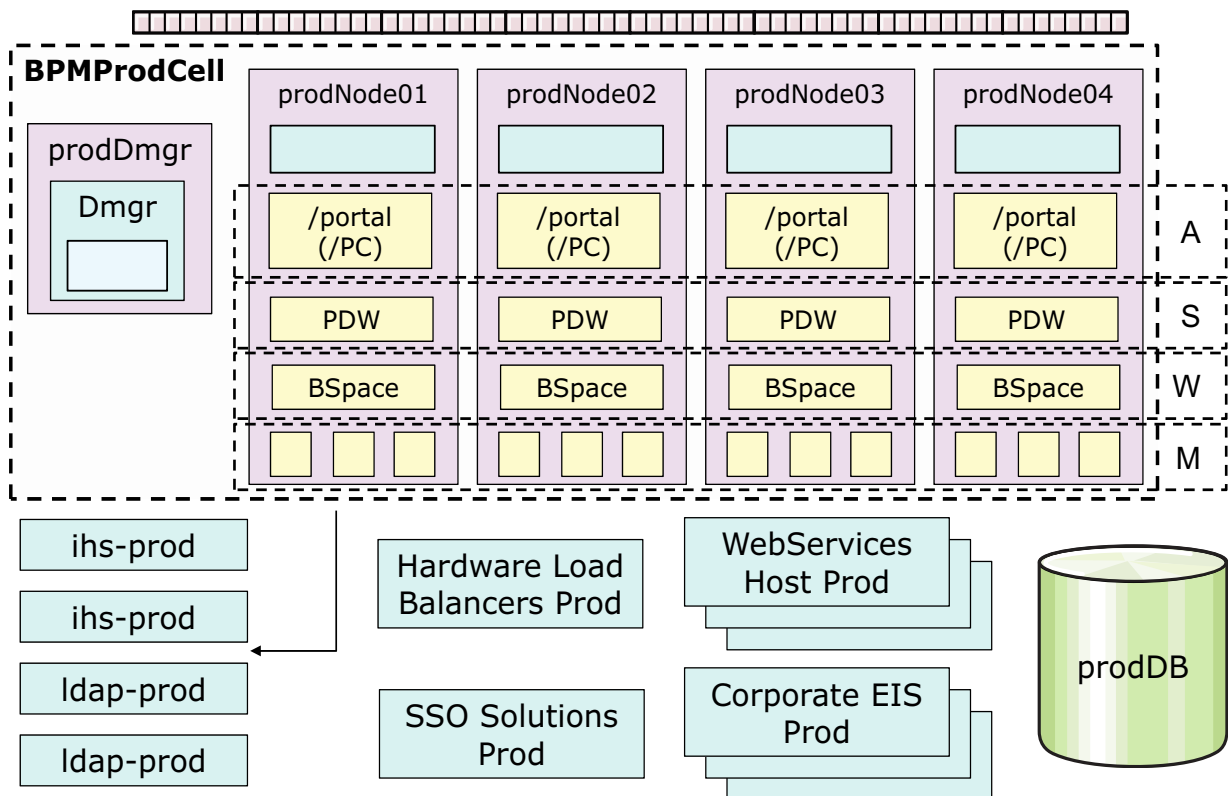 BPMProdCell
prodNode01 prodNode02 prodNode03 prodNode04
prodDmgr
Dmgr
/portal /portal /portal /portal
(/PC) (/PC) (/PC) (/PC)
A
PDW PDW PDW PDW
S
BSpace BSpace BSpace BSpace
W
M
ihs-prod
ihs-prod
ldap-prod
ldap-prod
Hardware Load
Balancers Prod
SSO Solutions
Prod
WebServices
Host Prod
Corporate EIS
Prod
prodDB